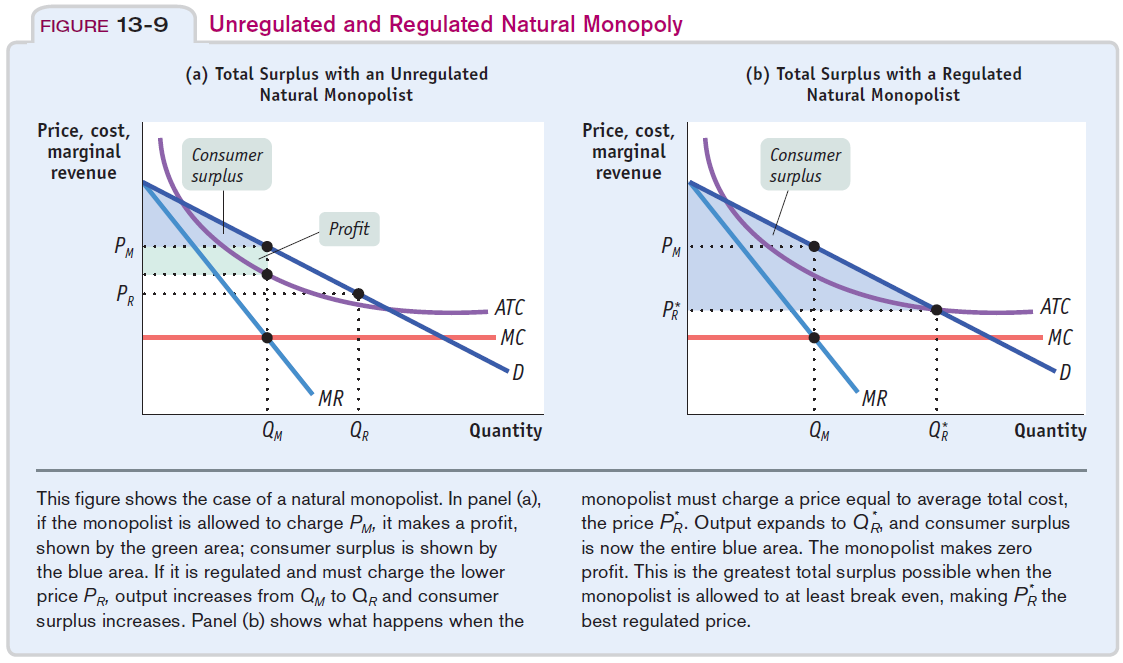 FIGURE 13-9 Unregulated and Regulated Natural Monopoly
(a) Total Surplus with an Unregulated
Natural Monopolist
Price, cost,
marginal
revenue
Consumer
surplus
Profit
P_M
P_R
ATC
MC
D
MR
Q_M Q_R Quantity
(b) Total Surplus with a Regulated
Natural Monopolist
Price, cost,
marginal
revenue
Consumer
surplus
P_M
P*_R
ATC
MC
D
MR
Q_M Q*_R Quantity
This figure shows the case of a natural monopolist. In panel (a),
if the monopolist is allowed to charge P_M, it makes a profit,
shown by the green area; consumer surplus is shown by
the blue area. If it is regulated and must charge the lower
price P_R, output increases from Q_M to Q_R and consumer
surplus increases. Panel (b) shows what happens when the
monopolist must charge a price equal to average total cost,
the price P*_R. Output expands to Q*_R, and consumer surplus
is now the entire blue area. The monopolist makes zero
profit. This is the greatest total surplus possible when the
monopolist is allowed to at least break even, making P*_R the
best regulated price.